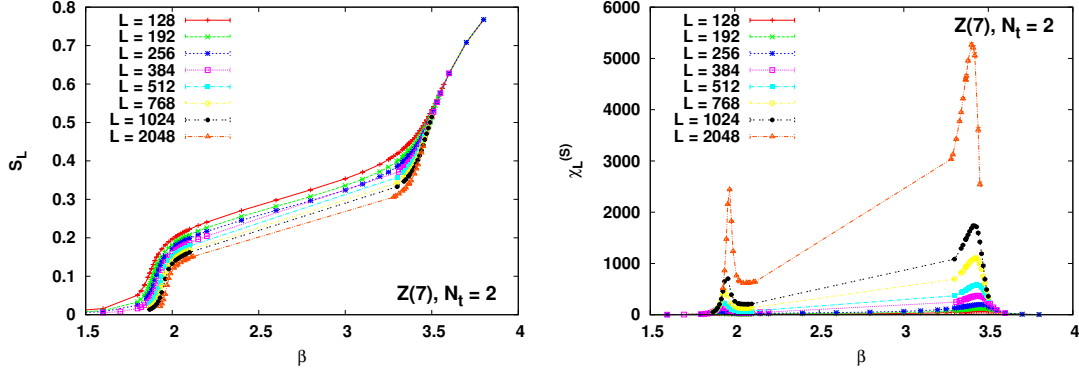 L = 128
L = 192
L = 256
L = 384
L = 512
L = 768
L = 1024
L = 2048
Z(7), Nₜ = 2
S_L
0.8
0.7
0.6
0.5
0.4
0.3
0.2
0.1
0
1.5 2 2.5 3 3.5 4
β
Z(7), Nₜ = 2
L = 128
L = 192
L = 256
L = 384
L = 512
L = 768
L = 1024
L = 2048
χ_L^(S)
6000
5000
4000
3000
2000
1000
0
1.5 2 2.5 3 3.5 4
β